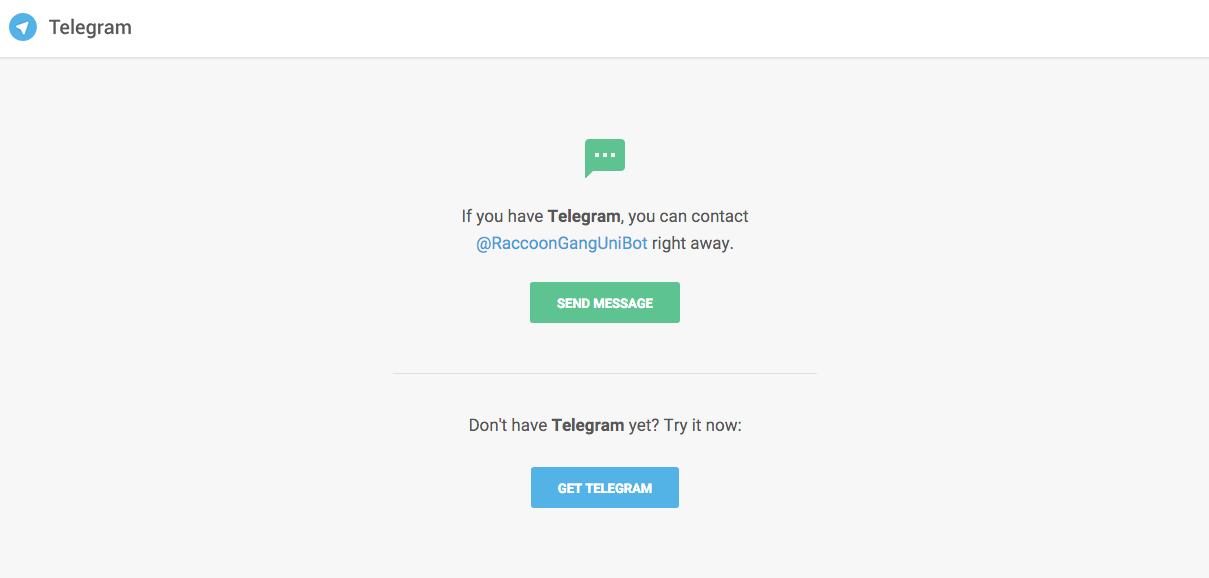 Telegram
If you have Telegram, you can contact
@RaccoonGangUniBot right away.
SEND MESSAGE
Don't have Telegram yet? Try it now:
GET TELEGRAM